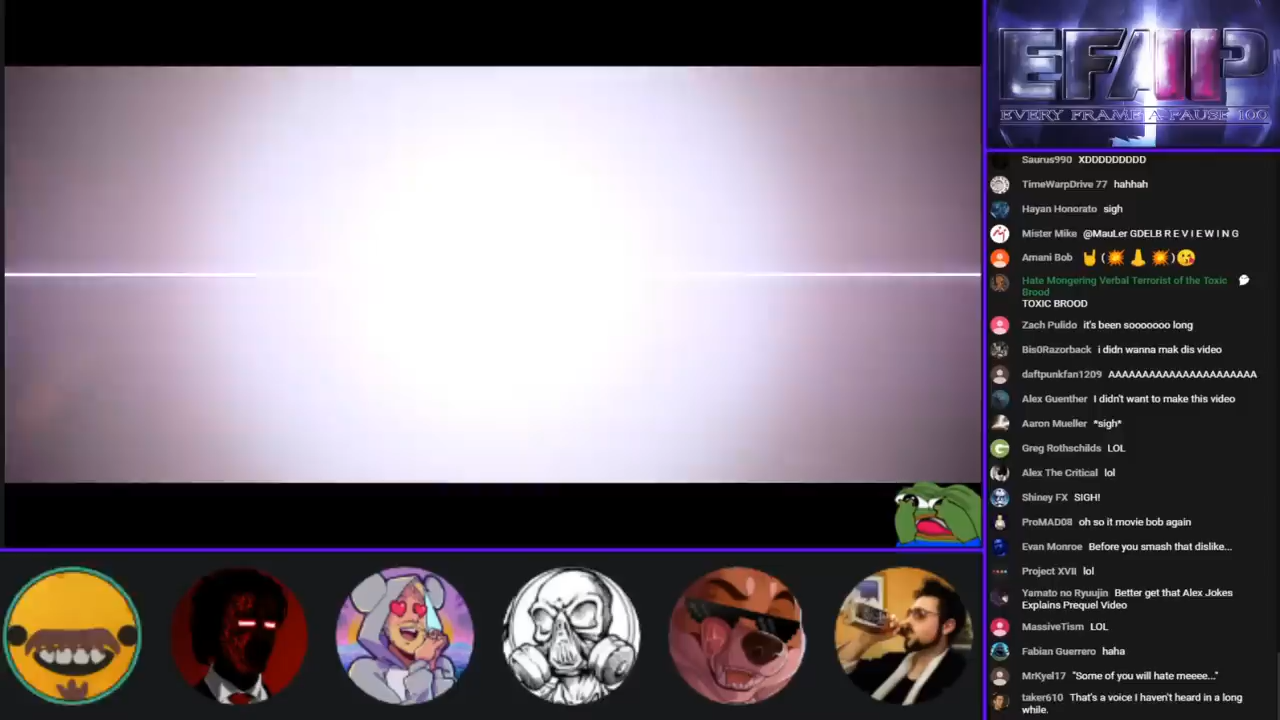 EFAP
EVERY FRAME A PAUSE 100
Saurus990 XDDDDDDDDD
TimeWarpDrive 77 hahhah
Hayan Honorato sigh
Mister Mike @MauLer GDELB R E V I E W I N G
Amani Bob 🤘(💥👃💥)😘
Hate Mongering Verbal Terrorist of the Toxic
Brood
TOXIC BROOD
Zach Pulido it's been sooooooo long
Bis0Razorback i didn wanna mak dis video
daftpunkfan1209 AAAAAAAAAAAAAAAAAAAAAA
Alex Guenther I didn't want to make this video
Aaron Mueller *sigh*
Greg Rothschilds LOL
Alex The Critical lol
Shiney FX SIGH!
ProMAD08 oh so it movie bob again
Evan Monroe Before you smash that dislike...
Project XVII lol
Yamato no Ryuujin Better get that Alex Jokes
Explains Prequel Video
MassiveTism LOL
Fabian Guerrero haha
MrKyel17 "Some of you will hate meeee..."
taker610 That's a voice I haven't heard in a long
while.